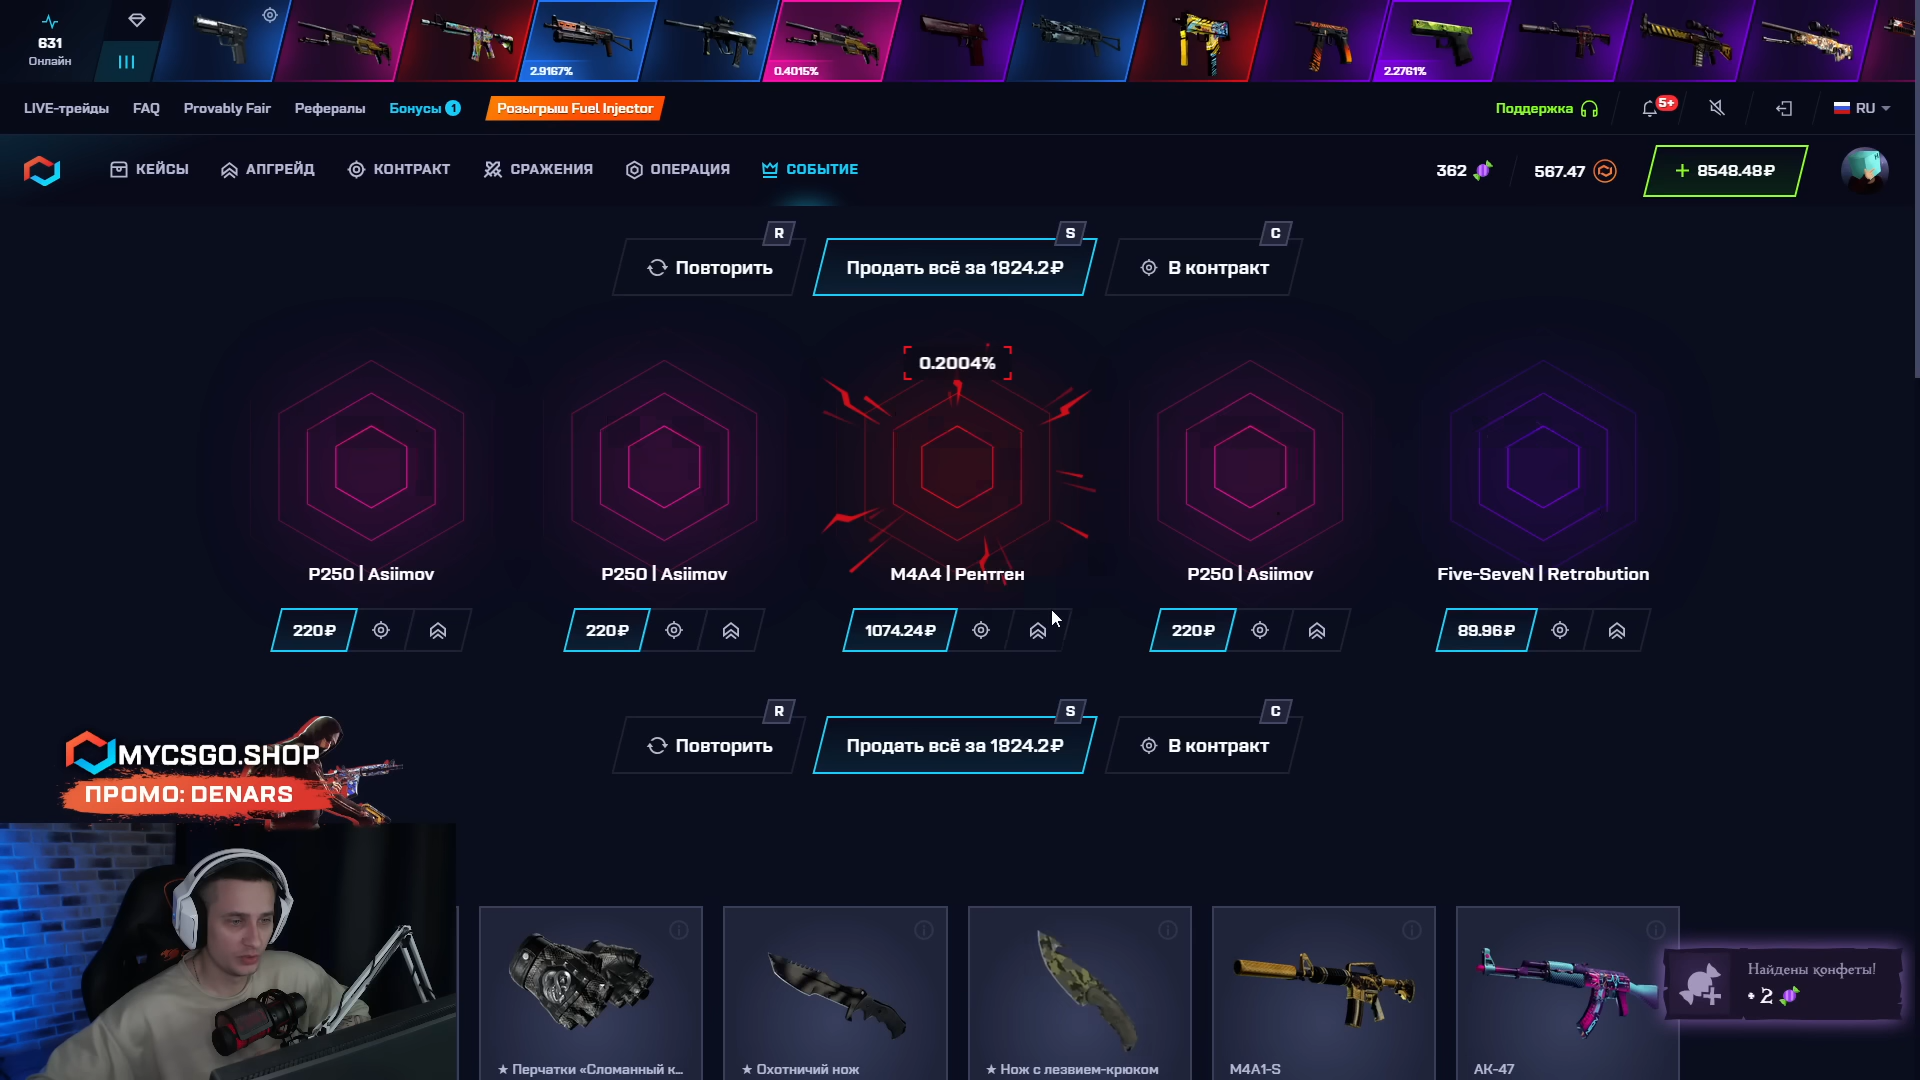 631
Онлайн
2.9167%
0.4015%
2.2761%
LIVE-трейды
FAQ
Provably Fair
Рефералы
Бонусы 1
Розыгрыш Fuel Injector
Поддержка
5+
RU
КЕЙСЫ
АПГРЕЙД
КОНТРАКТ
СРАЖЕНИЯ
ОПЕРАЦИЯ
СОБЫТИЕ
362
567.47
+ 8548.48₽
R
S
C
Повторить
Продать всё за 1824.2₽
В контракт
0.2004%
P250 | Asiimov
P250 | Asiimov
M4A4 | Рентген
P250 | Asiimov
Five-SeveN | Retrobution
220₽
220₽
1074.24₽
220₽
89.96₽
R
S
C
Повторить
Продать всё за 1824.2₽
В контракт
MYCSGO.SHOP
ПРОМО: DENARS
Найдены конфеты!
+ 2
★ Перчатки «Сломанный к...
★ Охотничий нож
★ Нож с лезвием-крюком
M4A1-S
AK-47